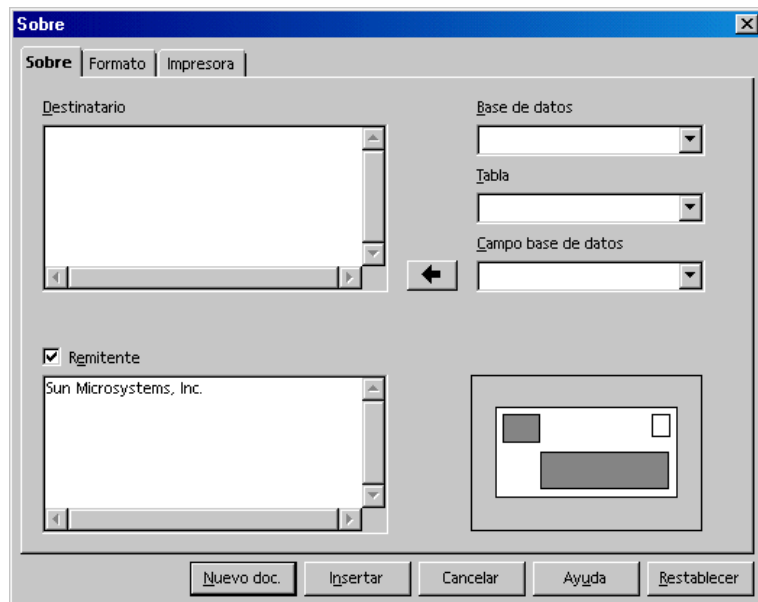 Sobre
Sobre Formato Impresora
Destinatario
Base de datos
Tabla
Campo base de datos
Remitente
Sun Microsystems, Inc.
Nuevo doc. Insertar Cancelar Ayuda Restablecer